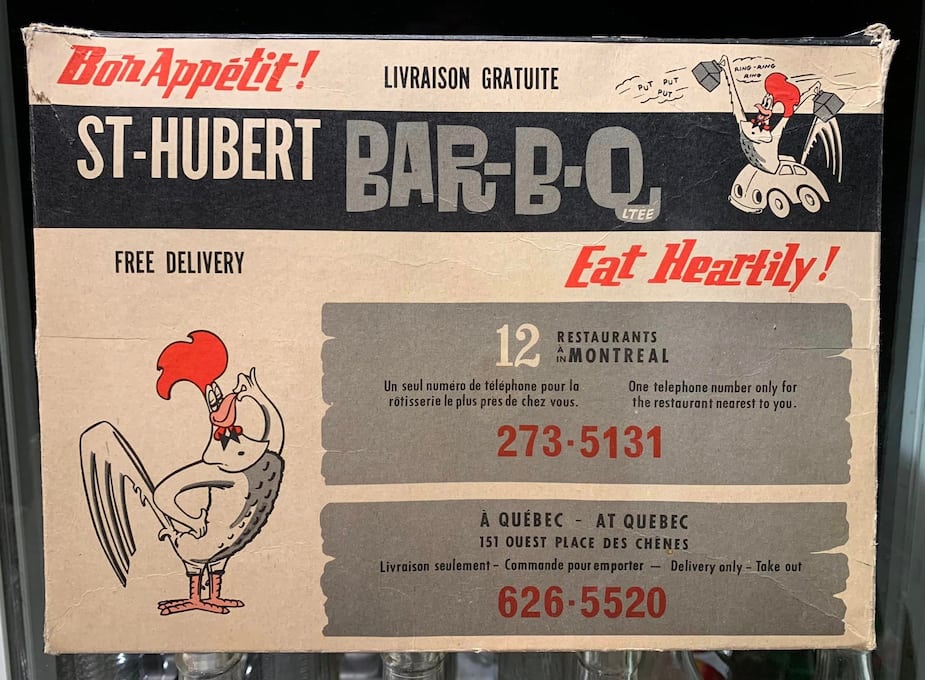 Bon Appétit!
LIVRAISON GRATUITE
PUT PUT
PUT
RING-RING
RING
ST-HUBERT BAR-B-Q LTEE
FREE DELIVERY
Eat Heartily!
12 RESTAURANTS
À IN MONTREAL
Un seul numéro de téléphone pour la
rôtisserie le plus près de chez vous.
One telephone number only for
the restaurant nearest to you.
273·5131
À QUÉBEC - AT QUEBEC
151 OUEST PLACE DES CHÊNES
Livraison seulement - Commande pour emporter — Delivery only - Take out
626·5520